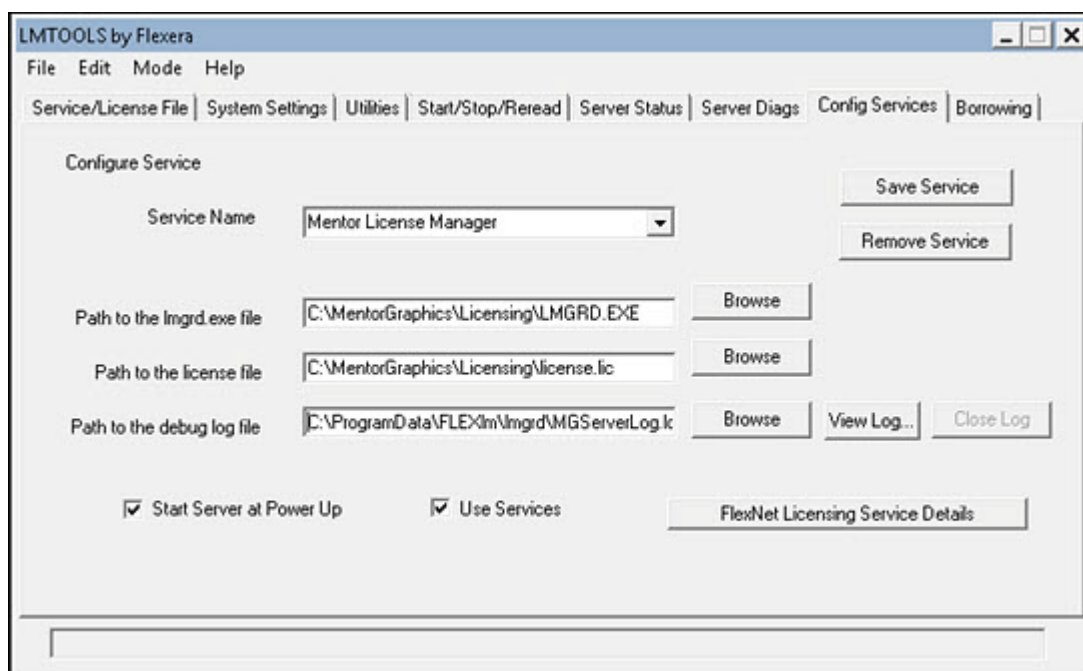 LMTOOLS by Flexera
File Edit Mode Help
Service/License File System Settings Utilities Start/Stop/Reread Server Status Server Diags Config Services Borrowing
Configure Service
Save Service
Service Name Mentor License Manager
Remove Service
Path to the lmgrd.exe file C:\MentorGraphics\Licensing\LMGRD.EXE Browse
Path to the license file C:\MentorGraphics\Licensing\license.lic Browse
Path to the debug log file C:\ProgramData\FLEXlm\lmgrd\MGServerLog.lo Browse View Log... Close Log
Start Server at Power Up Use Services FlexNet Licensing Service Details